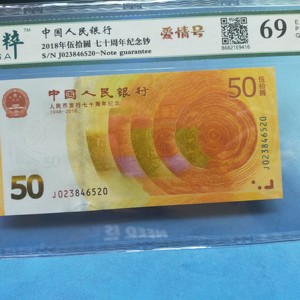 粹
中国人民银行
爱情号
2018年伍拾圆 七十周年纪念钞
S/N J023846520-Note guarantee
69
8682169416
中国人民银行
人民币发行七十周年纪念
1948-2018
50
伍拾圆
J023846520
50
J023846520